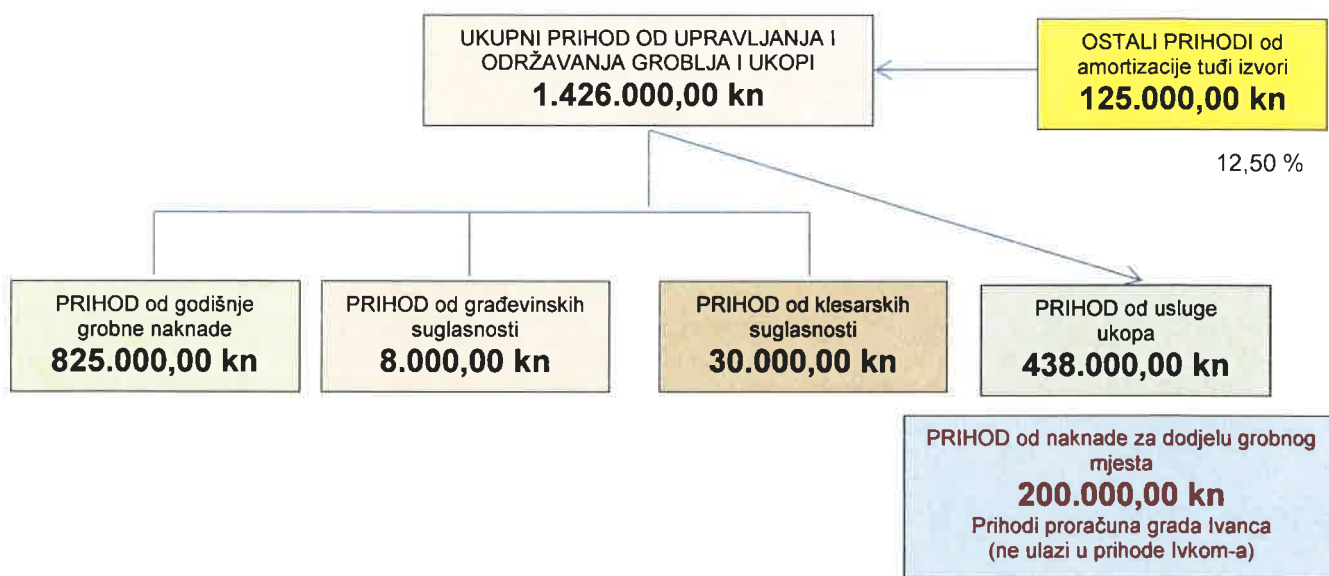 UKUPNI PRIHOD OD UPRAVLJANJA I
ODRŽAVANJA GROBLJA I UKOPI
1.426.000,00 kn
OSTALI PRIHODI od
amortizacije tuđi izvori
125.000,00 kn
12,50 %
PRIHOD od godišnje
grobne naknade
825.000,00 kn
PRIHOD od građevinskih
suglasnosti
8.000,00 kn
PRIHOD od klesarskih
suglasnosti
30.000,00 kn
PRIHOD od usluge
ukopa
438.000,00 kn
PRIHOD od naknade za dodjelu grobnog
mjesta
200.000,00 kn
Prihodi proračuna grada Ivanca
(ne ulazi u prihode Ivkom-a)